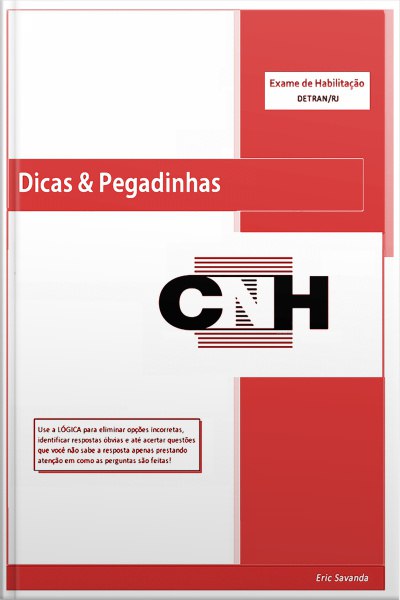 Exame de Habilitação
DETRAN/RJ
Dicas & Pegadinhas
CNH
Use a LÓGICA para eliminar opções incorretas,
identificar respostas óbvias e até acertar questões
que você não sabe a resposta apenas prestando
atenção em como as perguntas são feitas!
Eric Savanda